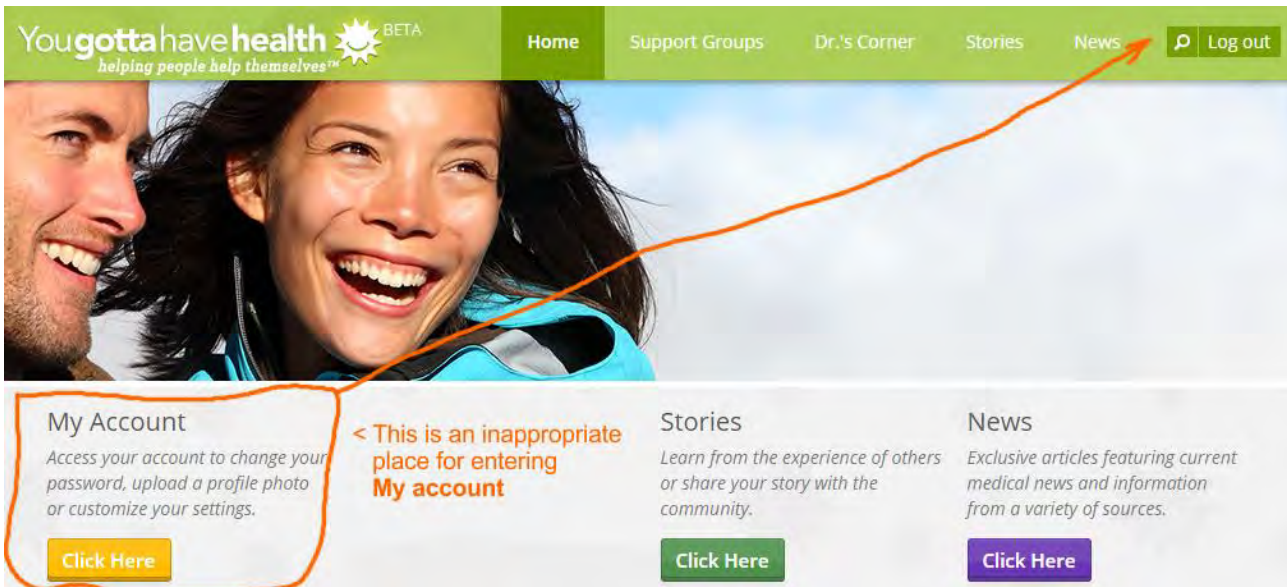 Yougottahavehealth BETA
helping people help themselves™
Home Support Groups Dr.'s Corner Stories News Log out
My Account
Access your account to change your
password, upload a profile photo
or customize your settings.
Click Here
< This is an inappropriate
place for entering
My account
Stories
Learn from the experience of others
or share your story with the
community.
Click Here
News
Exclusive articles featuring current
medical news and information
from a variety of sources.
Click Here